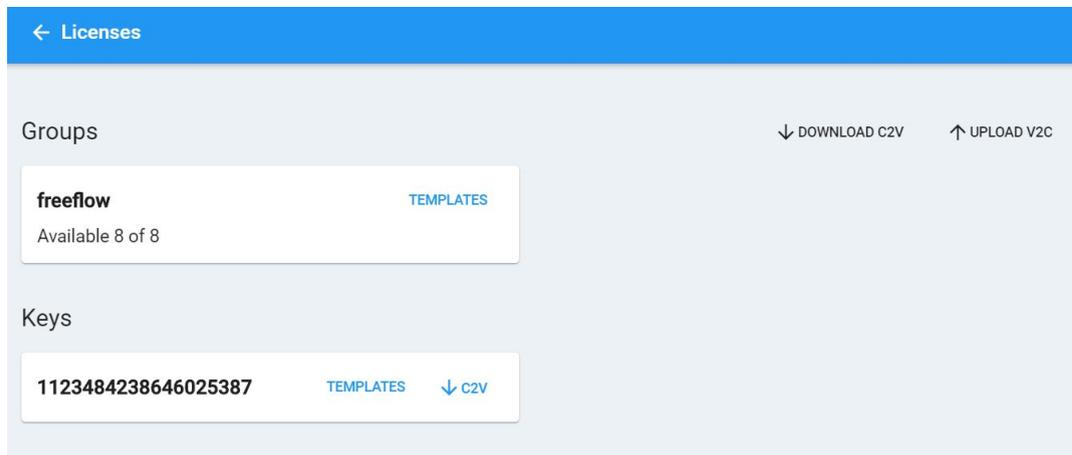 Licenses
Groups
DOWNLOAD C2V UPLOAD V2C
freeflow TEMPLATES
Available 8 of 8
Keys
1123484238646025387 TEMPLATES C2V